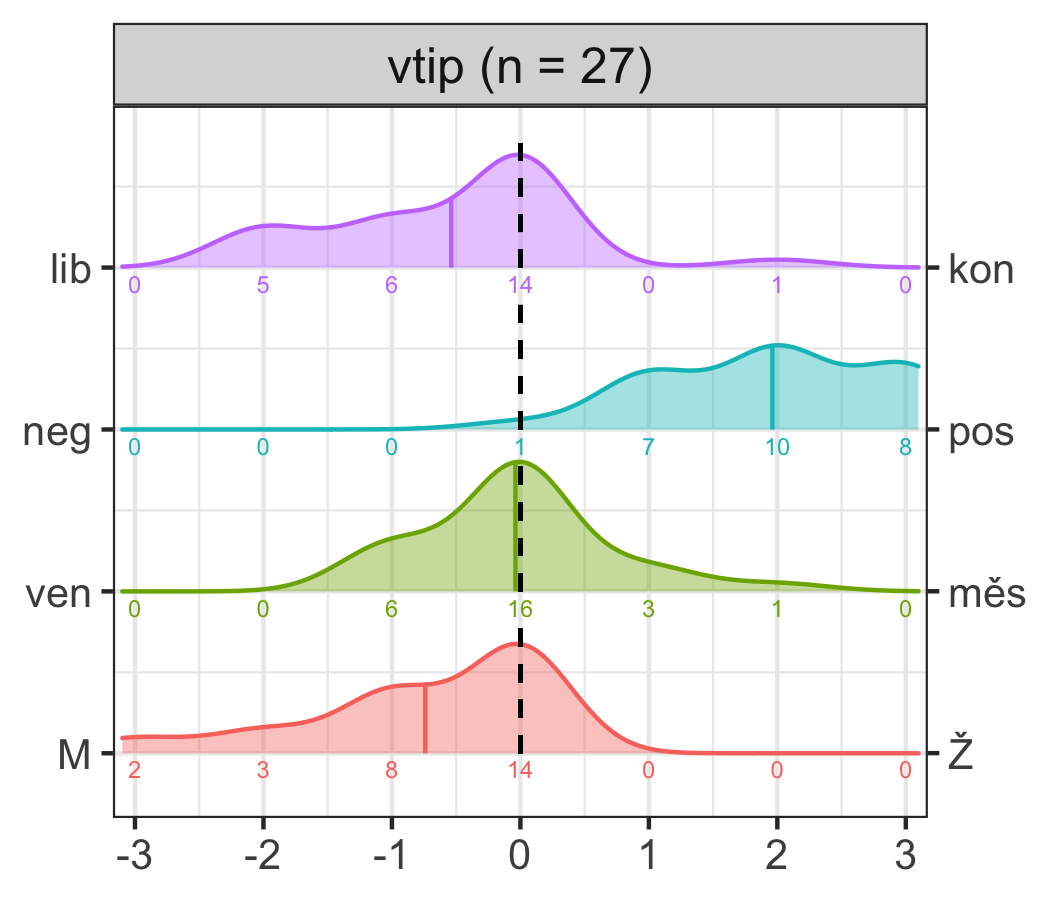 vtip (n = 27)
lib kon
0 5 6 14 0 1 0
neg pos
0 0 0 1 7 10 8
ven měs
0 0 6 16 3 1 0
M Ž
2 3 8 14 0 0 0
-3 -2 -1 0 1 2 3